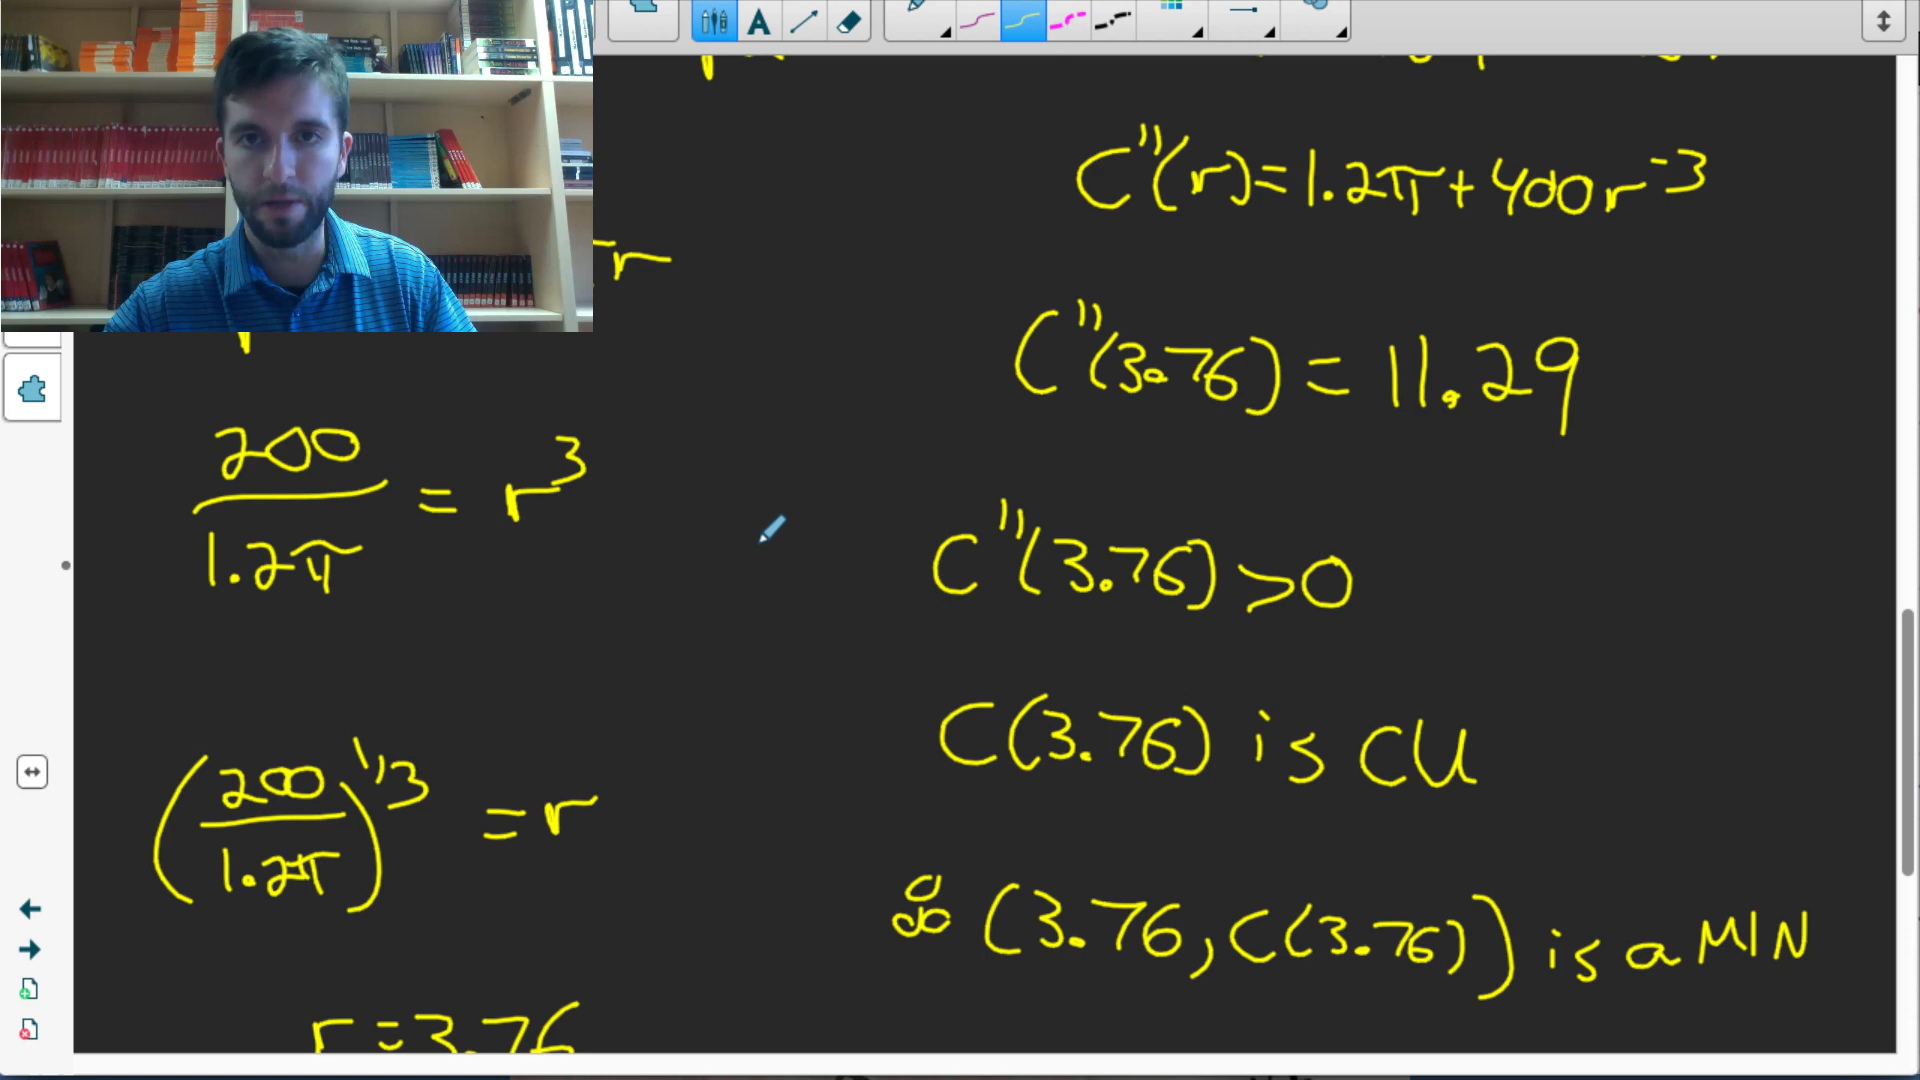 C''(r) = 1.2π + 400r⁻³
r
C''(3.76) = 11.29
200
1.2π
= r³
C''(3.76) > 0
C(3.76) is CU
(200/1.2π)^1/3 = r
∴ (3.76, C(3.76)) is a MIN
r = 3.76
A